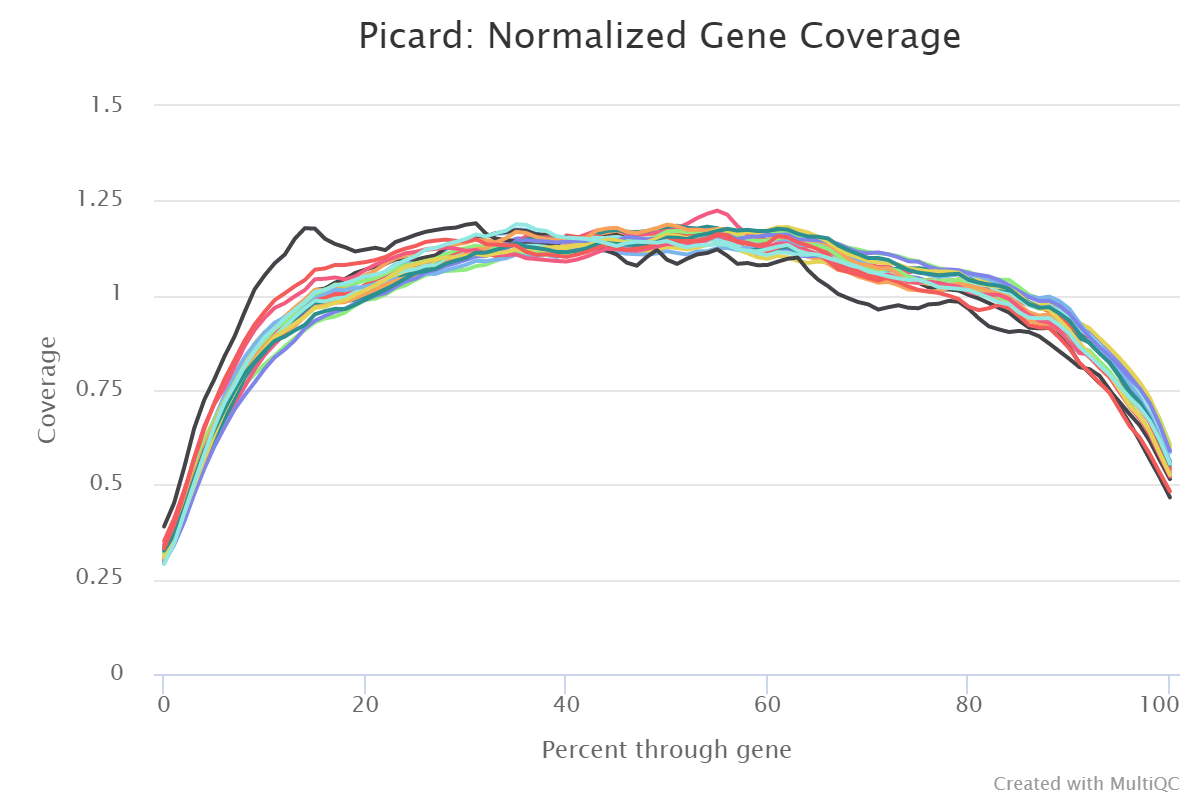 Picard: Normalized Gene Coverage
1.5
1.25
1
0.75
0.5
0.25
0
Coverage
0 20 40 60 80 100
Percent through gene
Created with MultiQC